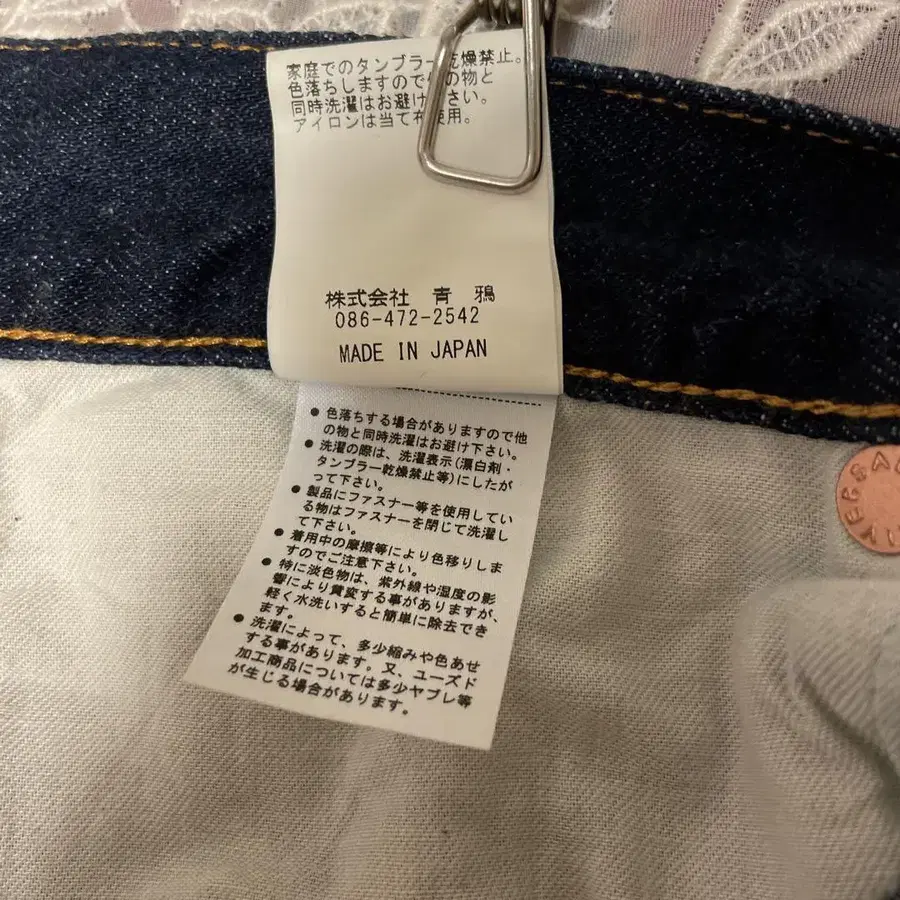 家庭でのタンブラー乾燥禁止。
色落ちしますので他の物と
同時洗濯はお避け下さい。
アイロンは当て布使用。
株式会社 青 鴉
086-472-2542
MADE IN JAPAN
● 色落ちする場合がありますので他
の物と同時洗濯はお避け下さい。
● 洗濯の際は、洗濯表示(漂白剤・
タンブラー乾燥禁止等)にしたが
って下さい。
● 製品にファスナー等を使用してい
る物はファスナーを閉じて洗濯し
て下さい。
● 着用中の摩擦等により色移りしま
すのでご注意下さい。
● 特に淡色物は、紫外線や湿度の影
響により黄変する事がありますが、
軽く水洗いすると簡単に除去でき
ます。
● 洗濯によって、多少縮みや色あせ
する事があります。又、ユーズド
加工商品については多少ヤブレ等
が生じる場合があります。